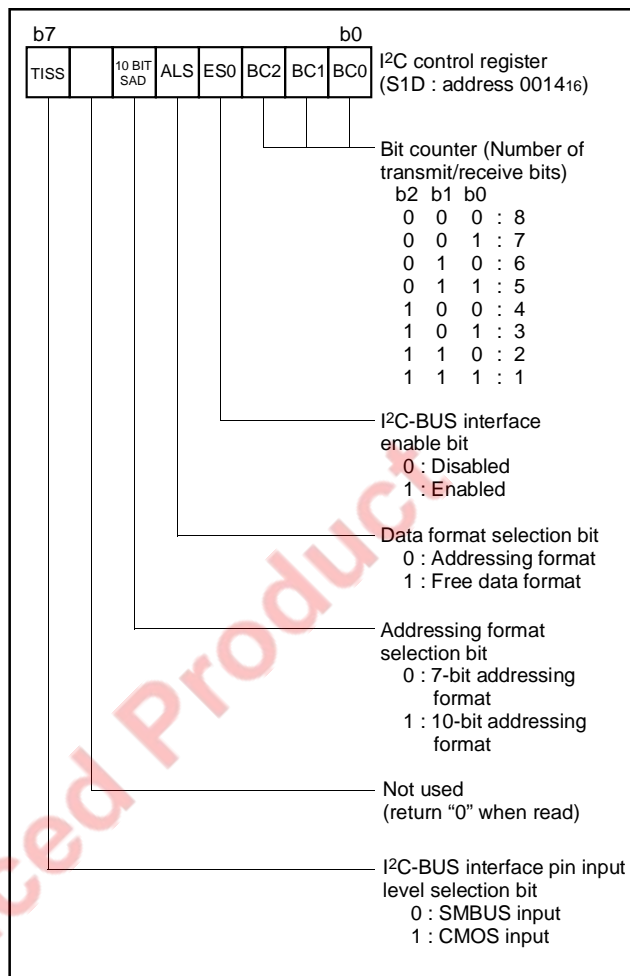 b7 b0
TISS 10 BIT SAD ALS ES0 BC2 BC1 BC0
I2C control register
(S1D : address 001416)
Bit counter (Number of
transmit/receive bits)
b2 b1 b0
0 0 0 : 8
0 0 1 : 7
0 1 0 : 6
0 1 1 : 5
1 0 0 : 4
1 0 1 : 3
1 1 0 : 2
1 1 1 : 1
I2C-BUS interface
enable bit
0 : Disabled
1 : Enabled
Data format selection bit
0 : Addressing format
1 : Free data format
Addressing format
selection bit
0 : 7-bit addressing
format
1 : 10-bit addressing
format
Not used
(return “0” when read)
I2C-BUS interface pin input
level selection bit
0 : SMBUS input
1 : CMOS input
ced Product